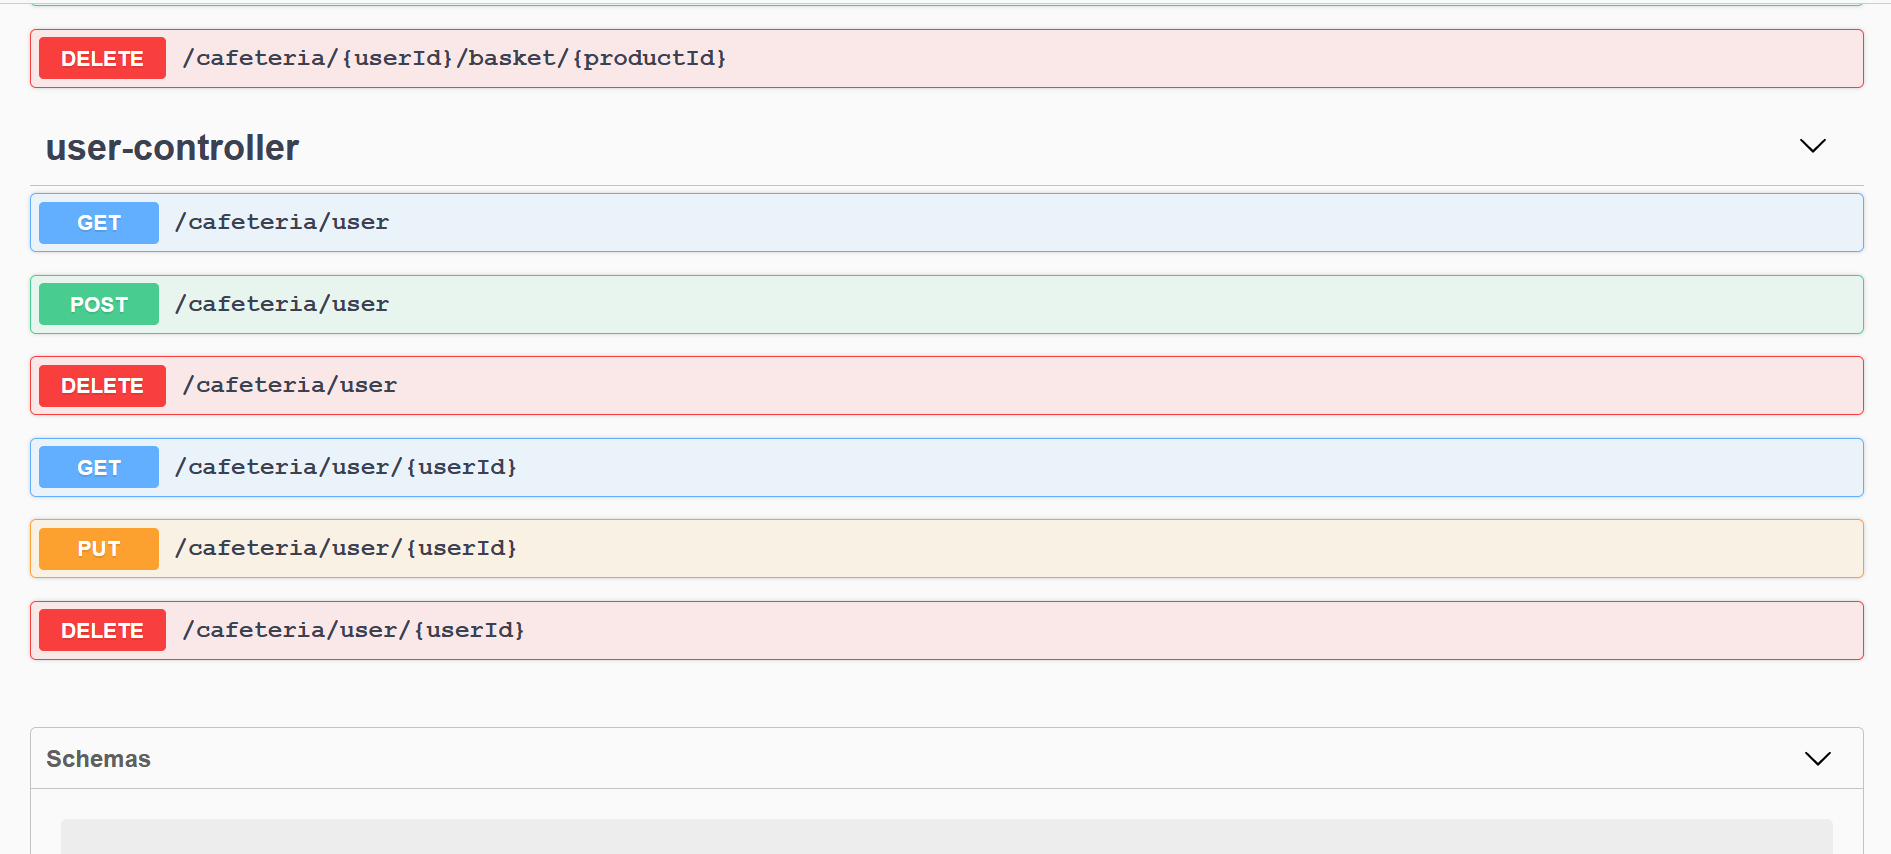 DELETE /cafeteria/{userId}/basket/{productId}
user-controller
GET /cafeteria/user
POST /cafeteria/user
DELETE /cafeteria/user
GET /cafeteria/user/{userId}
PUT /cafeteria/user/{userId}
DELETE /cafeteria/user/{userId}
Schemas